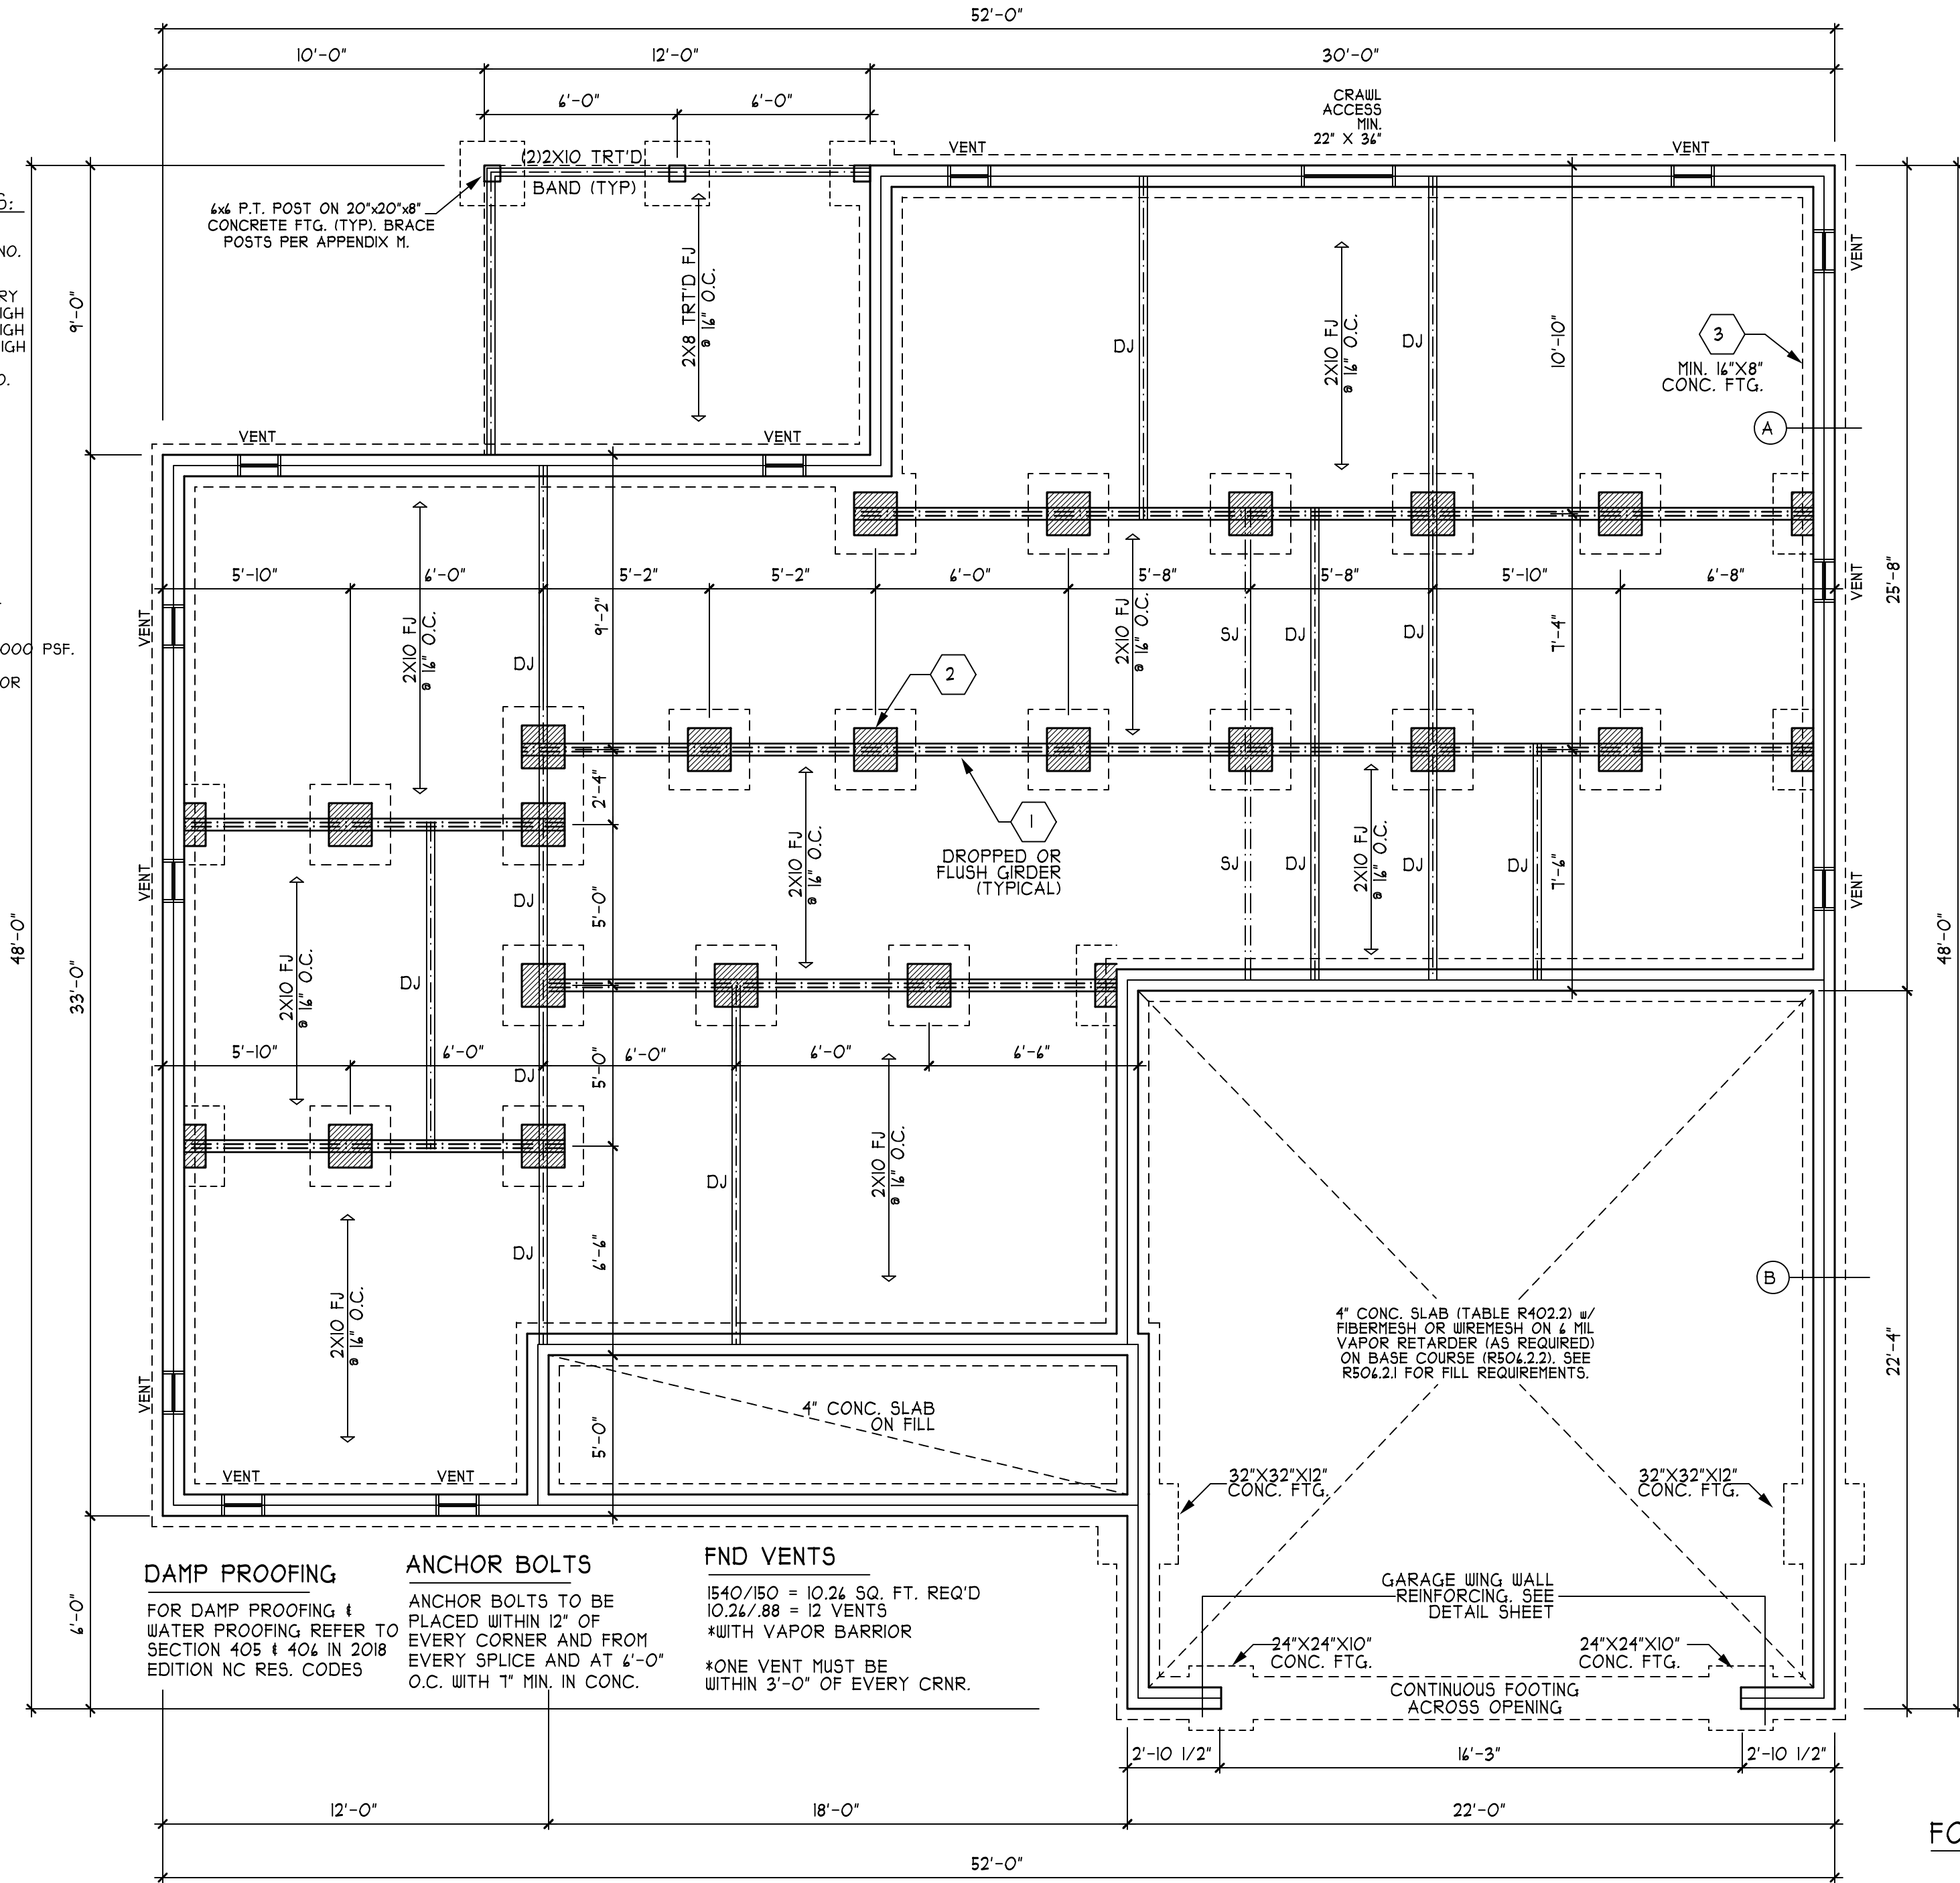 52'-0"
10'-0"
12'-0"
30'-0"
6'-0"
6'-0"
CRAWL
ACCESS
MIN.
22" X 36"
VENT
VENT
(2)2X10 TRT'D
BAND (TYP)
6x6 P.T. POST ON 20"x20"x8"
CONCRETE FTG. (TYP). BRACE
POSTS PER APPENDIX M.
S:
NO.
RY
IGH
IGH
IGH
O.
000 PSF.
OR
9'-0"
2X8 TRT'D FJ
@ 16" O.C.
DJ
2X10 FJ
@ 16" O.C.
DJ
10'-10"
3
MIN. 16"X8"
CONC. FTG.
A
VENT
VENT
VENT
5'-10"
6'-0"
5'-2"
5'-2"
6'-0"
5'-8"
5'-8"
5'-10"
6'-8"
VENT
25'-8"
VENT
2X10 FJ
@ 16" O.C.
9'-2"
DJ
2X10 FJ
@ 16" O.C.
SJ
DJ
DJ
7'-4"
2
2'-4"
1
DROPPED OR
FLUSH GIRDER
(TYPICAL)
2X10 FJ
@ 16" O.C.
SJ
DJ
2X10 FJ
@ 16" O.C.
DJ
DJ
7'-6"
VENT
VENT
48'-0"
33'-0"
48'-0"
DJ
5'-0"
2X10 FJ
@ 16" O.C.
DJ
5'-10"
6'-0"
6'-0"
6'-0"
6'-6"
DJ
5'-0"
2X10 FJ
@ 16" O.C.
DJ
DJ
6'-6"
B
2X10 FJ
@ 16" O.C.
4" CONC. SLAB (TABLE R402.2) w/
FIBERMESH OR WIREMESH ON 6 MIL
VAPOR RETARDER (AS REQUIRED)
ON BASE COURSE (R506.2.2). SEE
R506.2.1 FOR FILL REQUIREMENTS.
22'-4"
VENT
4" CONC. SLAB
ON FILL
5'-0"
VENT
VENT
32"X32"X12"
CONC. FTG.
32"X32"X12"
CONC. FTG.
GARAGE WING WALL
REINFORCING. SEE
DETAIL SHEET
24"X24"X10"
CONC. FTG.
24"X24"X10"
CONC. FTG.
CONTINUOUS FOOTING
ACROSS OPENING
6'-0"
DAMP PROOFING
FOR DAMP PROOFING &
WATER PROOFING REFER TO
SECTION 405 & 406 IN 2018
EDITION NC RES. CODES
ANCHOR BOLTS
ANCHOR BOLTS TO BE
PLACED WITHIN 12" OF
EVERY CORNER AND FROM
EVERY SPLICE AND AT 6'-0"
O.C. WITH 7" MIN. IN CONC.
FND VENTS
1540/150 = 10.26 SQ. FT. REQ'D
10.26/.88 = 12 VENTS
*WITH VAPOR BARRIOR
*ONE VENT MUST BE
WITHIN 3'-0" OF EVERY CRNR.
2'-10 1/2"
16'-3"
2'-10 1/2"
12'-0"
18'-0"
22'-0"
52'-0"
FO